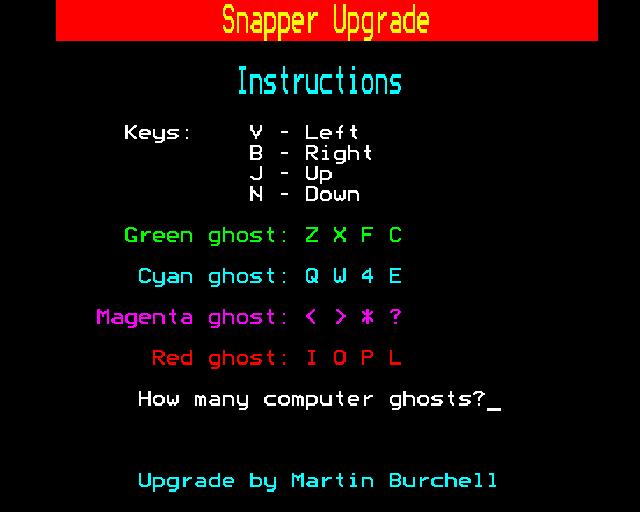 Snapper Upgrade
Instructions
Keys: V - Left
B - Right
J - Up
N - Down
Green ghost: Z X F C
Cyan ghost: Q W 4 E
Magenta ghost: < > * ?
Red ghost: I O P L
How many computer ghosts?_
Upgrade by Martin Burchell